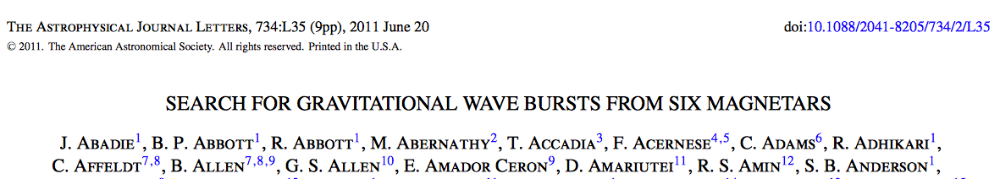 THE ASTROPHYSICAL JOURNAL LETTERS, 734:L35 (9pp), 2011 June 20 doi:10.1088/2041-8205/734/2/L35
© 2011. The American Astronomical Society. All rights reserved. Printed in the U.S.A.
SEARCH FOR GRAVITATIONAL WAVE BURSTS FROM SIX MAGNETARS
J. ABADIE1, B. P. ABBOTT1, R. ABBOTT1, M. ABERNATHY2, T. ACCADIA3, F. ACERNESE4,5, C. ADAMS6, R. ADHIKARI1,
C. AFFELDT7,8, B. ALLEN7,8,9, G. S. ALLEN10, E. AMADOR CERON9, D. AMARIUTEI11, R. S. AMIN12, S. B. ANDERSON1,